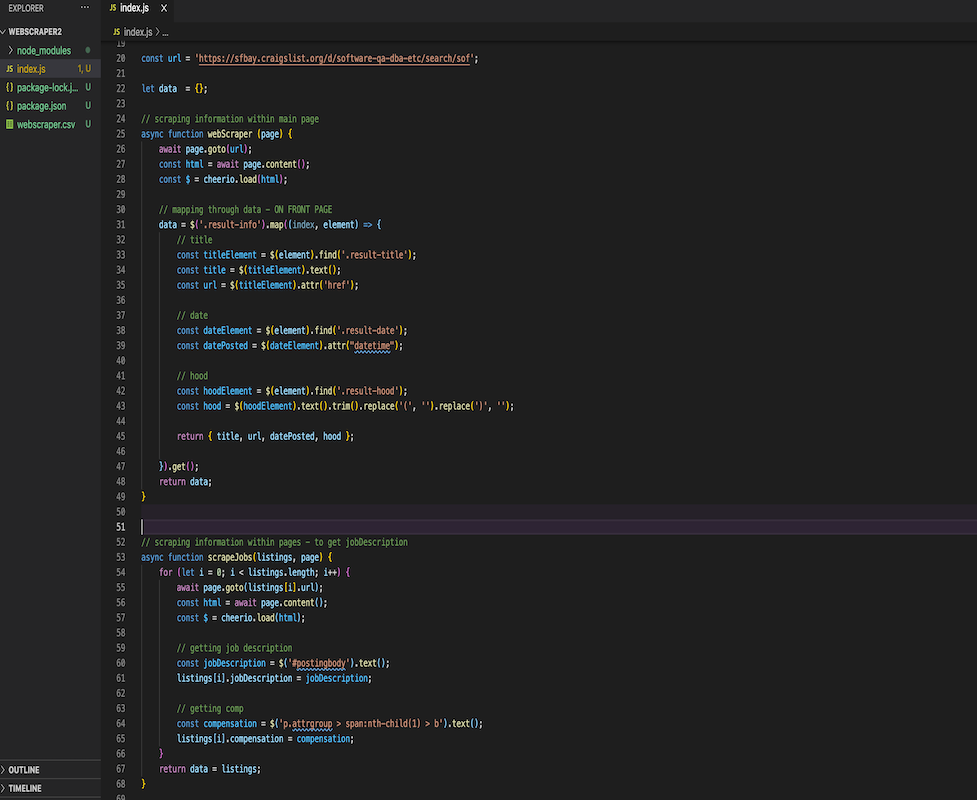 EXPLORER ... JS index.js X
WEBSCRAPER2 JS index.js > ...
node_modules
JS index.js 1, U
package-lock.j... U
package.json U
webscraper.csv U
19
20 const url = 'https://sfbay.craigslist.org/d/software-qa-dba-etc/search/sof';
21
22 let data  = {};
23
24 // scraping information within main page
25 async function webScraper (page) {
26     await page.goto(url);
27     const html = await page.content();
28     const $ = cheerio.load(html);
29
30     // mapping through data - ON FRONT PAGE
31     data = $('.result-info').map((index, element) => {
32         // title
33         const titleElement = $(element).find('.result-title');
34         const title = $(titleElement).text();
35         const url = $(titleElement).attr('href');
36
37         // date
38         const dateElement = $(element).find('.result-date');
39         const datePosted = $(dateElement).attr("datetime");
40
41         // hood
42         const hoodElement = $(element).find('.result-hood');
43         const hood = $(hoodElement).text().trim().replace('(', '').replace(')', '');
44
45         return { title, url, datePosted, hood };
46
47     }).get();
48     return data;
49 }
50
51
52 // scraping information within pages - to get jobDescription
53 async function scrapeJobs(listings, page) {
54     for (let i = 0; i < listings.length; i++) {
55         await page.goto(listings[i].url);
56         const html = await page.content();
57         const $ = cheerio.load(html);
58
59         // getting job description
60         const jobDescription = $('#postingbody').text();
61         listings[i].jobDescription = jobDescription;
62
63         // getting comp
64         const compensation = $('p.attrgroup > span:nth-child(1) > b').text();
65         listings[i].compensation = compensation;
66     }
67     return data = listings;
68 }
69
OUTLINE
TIMELINE